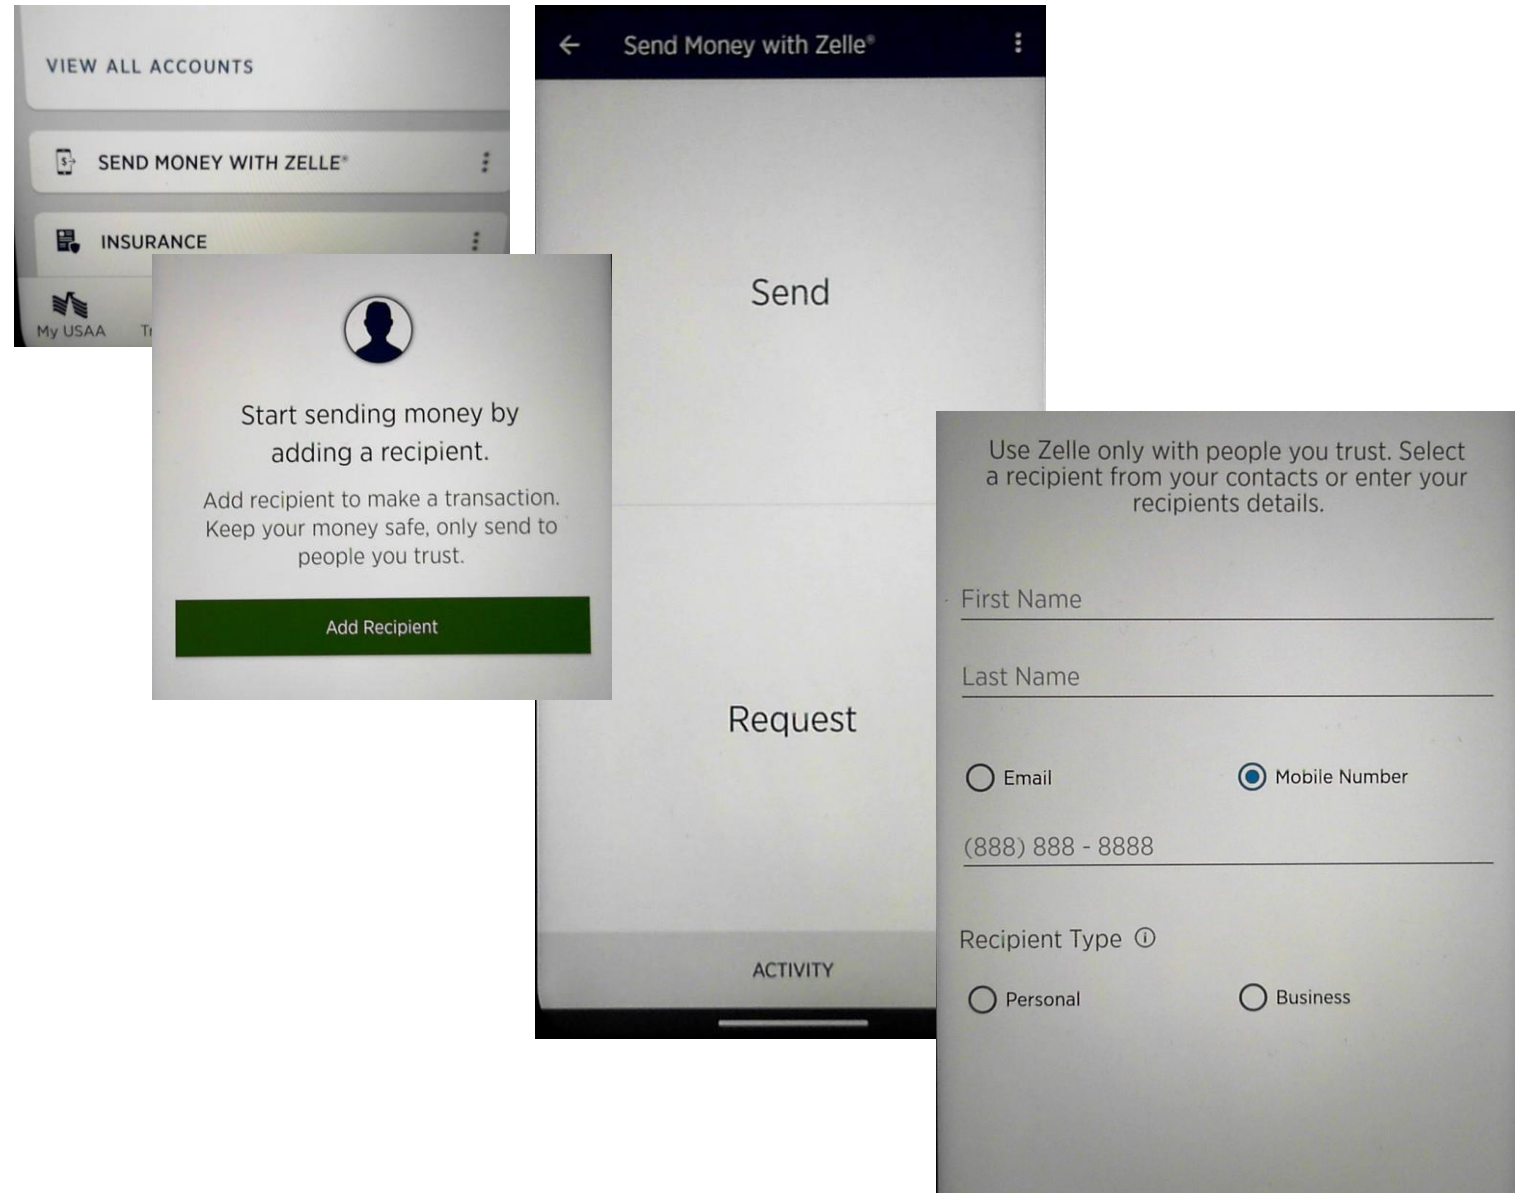 VIEW ALL ACCOUNTS
SEND MONEY WITH ZELLE®
INSURANCE
My USAA
Tr
Send Money with Zelle®
Send
Request
ACTIVITY
Start sending money by
adding a recipient.
Add recipient to make a transaction.
Keep your money safe, only send to
people you trust.
Add Recipient
Use Zelle only with people you trust. Select
a recipient from your contacts or enter your
recipients details.
First Name
Last Name
Email
Mobile Number
(888) 888 - 8888
Recipient Type
Personal
Business